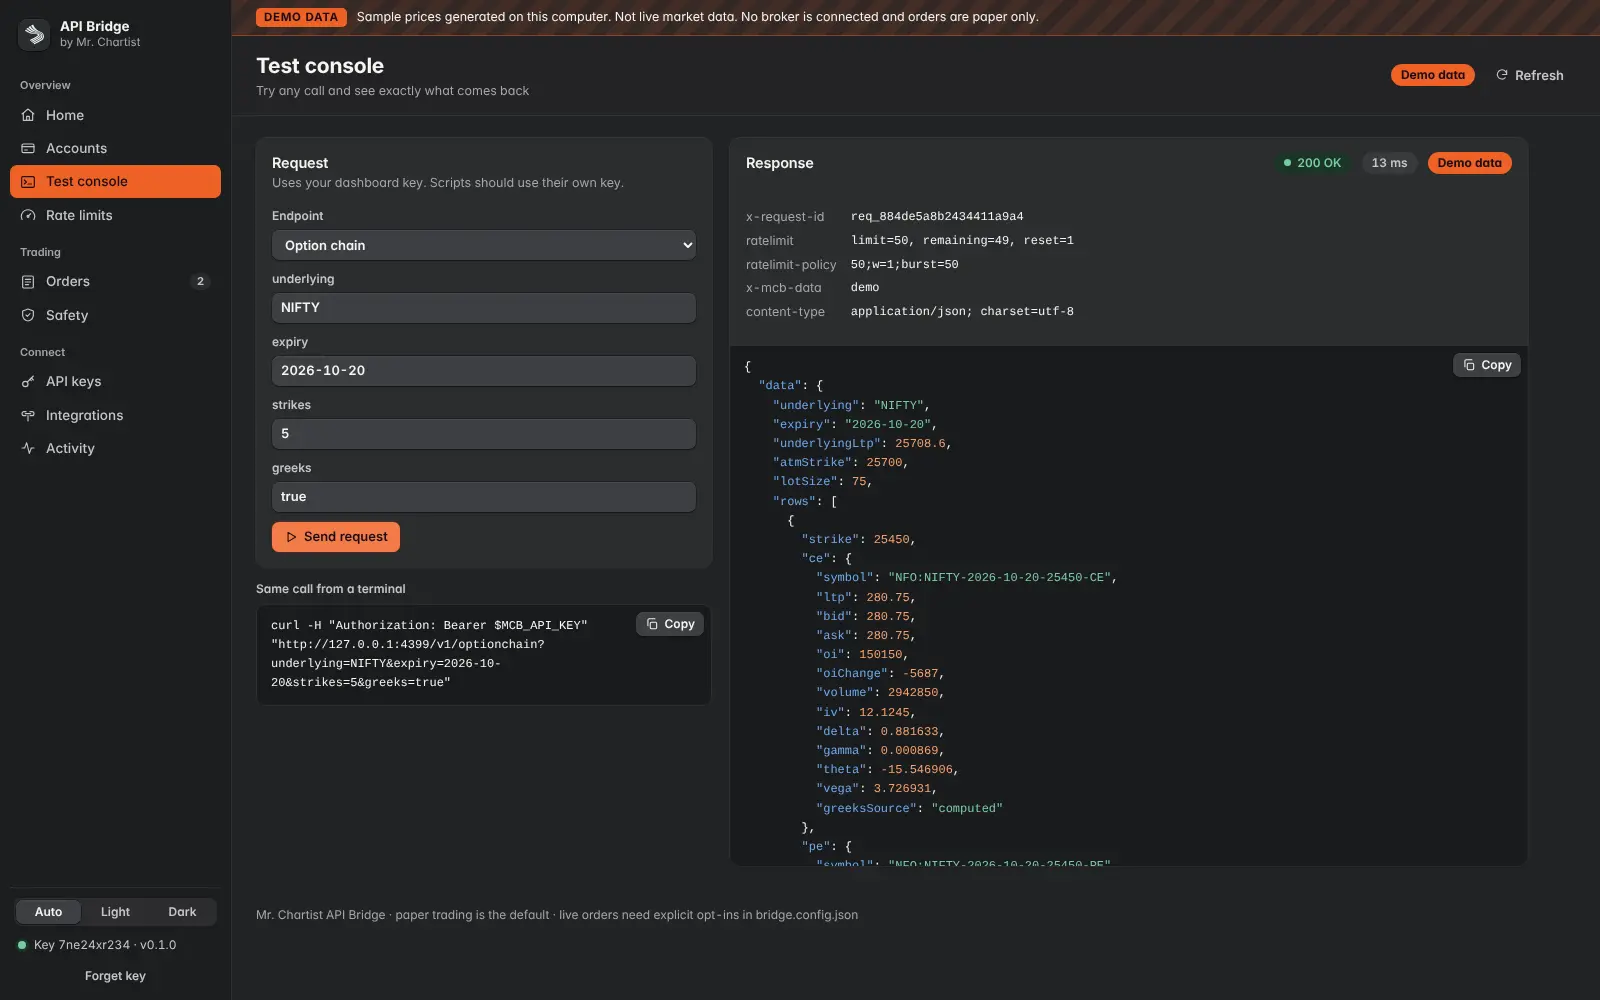 API Bridge
by Mr. Chartist
Overview
Home
Accounts
Test console
Rate limits
Trading
Orders 2
Safety
Connect
API keys
Integrations
Activity
Auto Light Dark
Key 7ne24xr234 · v0.1.0
Forget key
DEMO DATA Sample prices generated on this computer. Not live market data. No broker is connected and orders are paper only.
Test console
Try any call and see exactly what comes back
Demo data Refresh
Request
Uses your dashboard key. Scripts should use their own key.
Endpoint
Option chain
underlying
NIFTY
expiry
2026-10-20
strikes
5
greeks
true
Send request
Same call from a terminal
Copy
curl -H "Authorization: Bearer $MCB_API_KEY"
"http://127.0.0.1:4399/v1/optionchain?
underlying=NIFTY&expiry=2026-10-
20&strikes=5&greeks=true"
Response
200 OK 13 ms Demo data
x-request-id req_884de5a8b2434411a9a4
ratelimit limit=50, remaining=49, reset=1
ratelimit-policy 50;w=1;burst=50
x-mcb-data demo
content-type application/json; charset=utf-8
Copy
{
"data": {
"underlying": "NIFTY",
"expiry": "2026-10-20",
"underlyingLtp": 25708.6,
"atmStrike": 25700,
"lotSize": 75,
"rows": [
{
"strike": 25450,
"ce": {
"symbol": "NFO:NIFTY-2026-10-20-25450-CE",
"ltp": 280.75,
"bid": 280.75,
"ask": 280.75,
"oi": 150150,
"oiChange": -5687,
"volume": 2942850,
"iv": 12.1245,
"delta": 0.881633,
"gamma": 0.000869,
"theta": -15.546906,
"vega": 3.726931,
"greeksSource": "computed"
},
"pe": {
"symbol": "NFO:NIFTY-2026-10-20-25450-PE"
Mr. Chartist API Bridge · paper trading is the default · live orders need explicit opt-ins in bridge.config.json